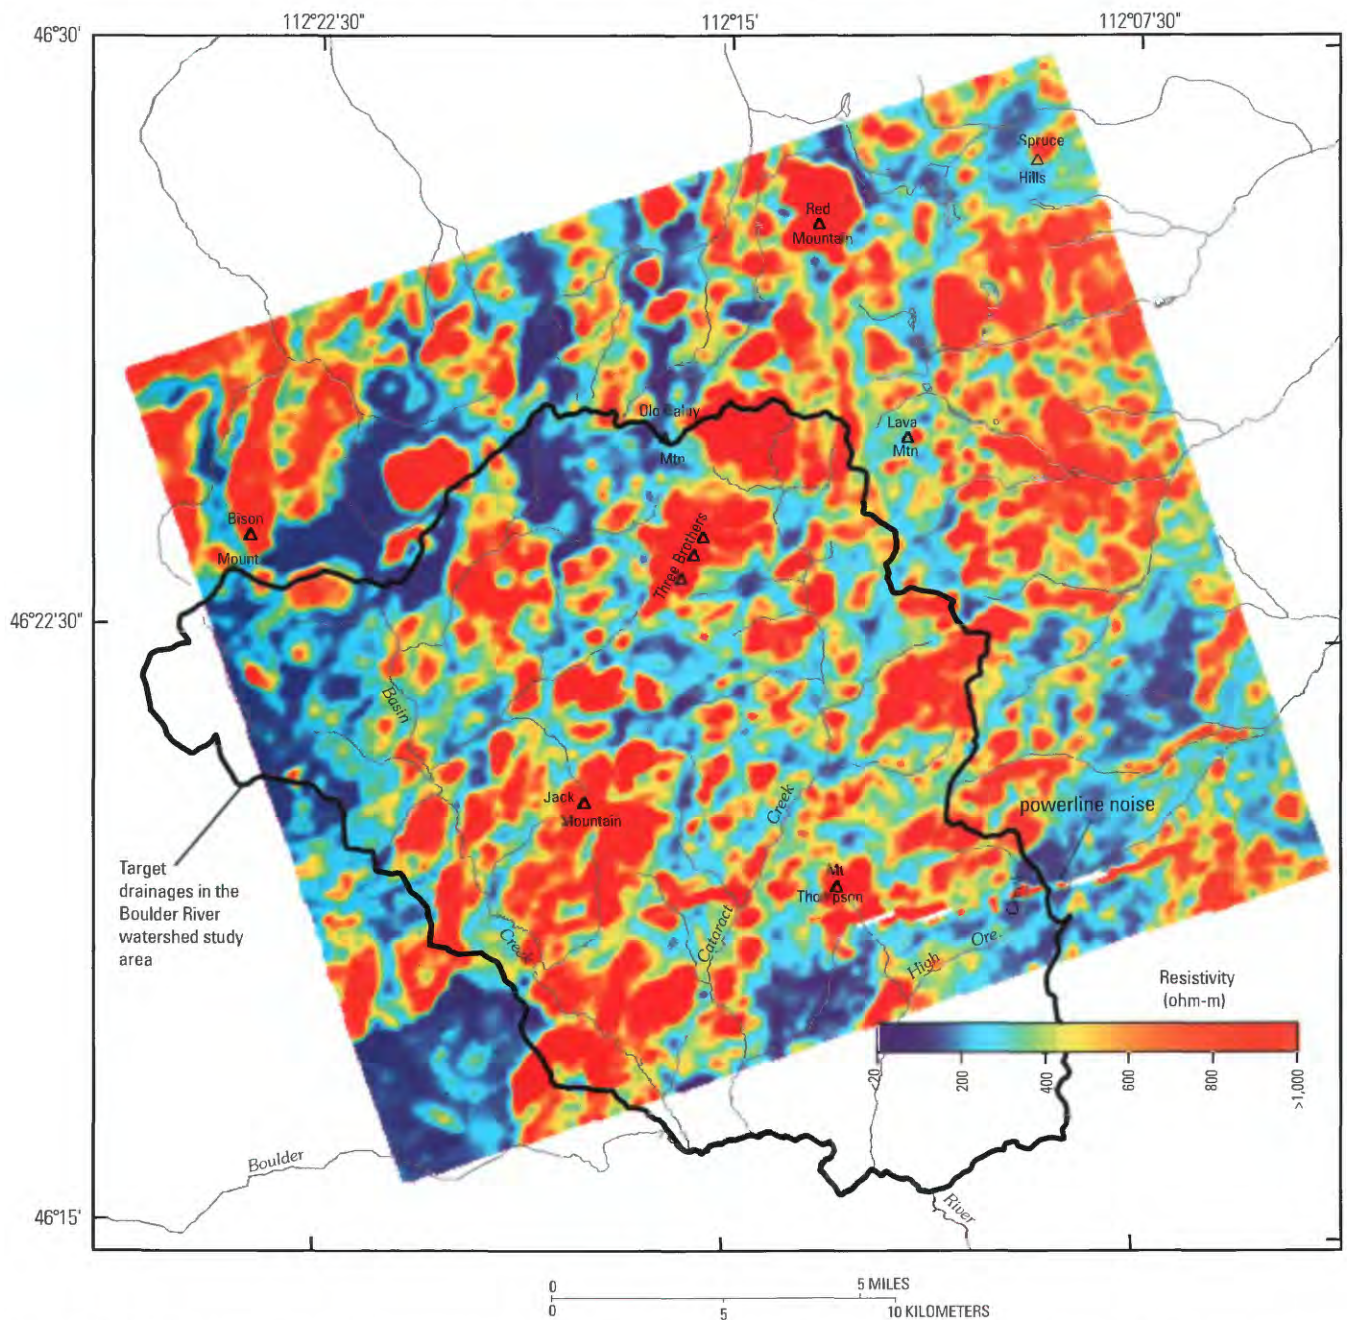 112°22'30"
112°15'
112°07'30"
46°30'
Spruce
Hills
Red
Mountain
Lava
Mtn
Mtn
Bison
Mount
Three Brothers
46°22'30"
Basin
Jack
Mountain
Creek
powerline noise
Target
drainages in the
Boulder River
watershed study
area
Mt
Thompson
Cataract
Creek
High Ore
Resistivity
(ohm-m)
<20
200
400
600
800
>1,000
Boulder
River
46°15'
0
5 MILES
0
5
10 KILOMETERS